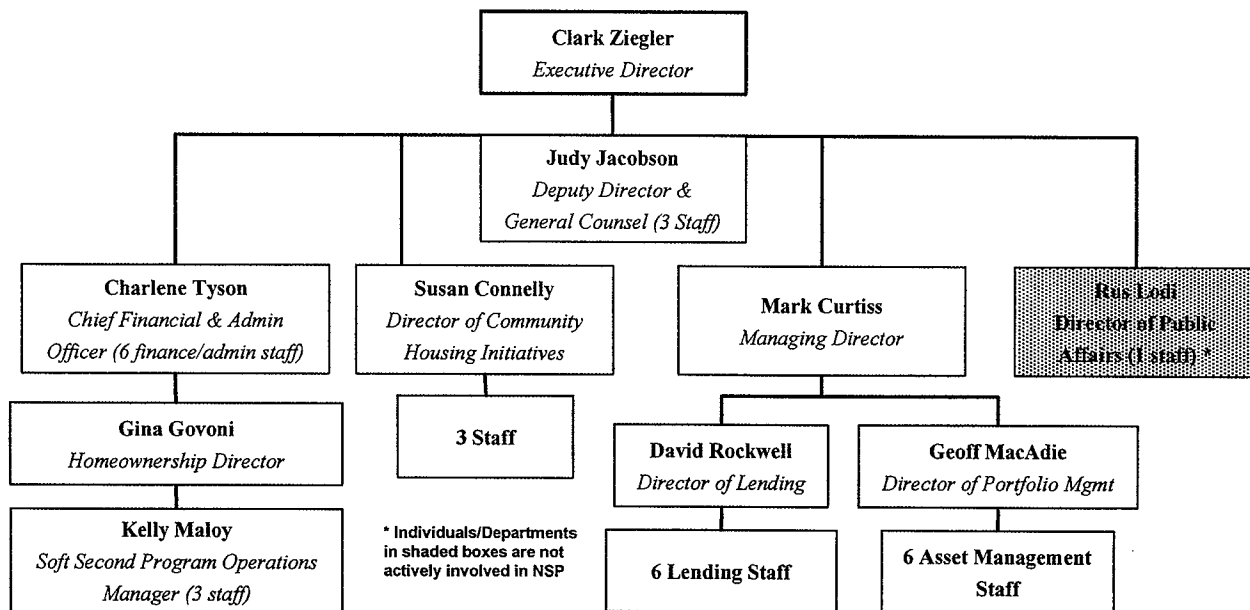 Clark Ziegler
Executive Director
Judy Jacobson
Deputy Director &
General Counsel (3 Staff)
Charlene Tyson
Chief Financial & Admin
Officer (6 finance/admin staff)
Susan Connelly
Director of Community
Housing Initiatives
Mark Curtiss
Managing Director
Rus Lodi
Director of Public
Affairs (1 staff) *
Gina Govoni
Homeownership Director
3 Staff
David Rockwell
Director of Lending
Geoff MacAdie
Director of Portfolio Mgmt
Kelly Maloy
Soft Second Program Operations
Manager (3 staff)
* Individuals/Departments
in shaded boxes are not
actively involved in NSP
6 Lending Staff
6 Asset Management
Staff